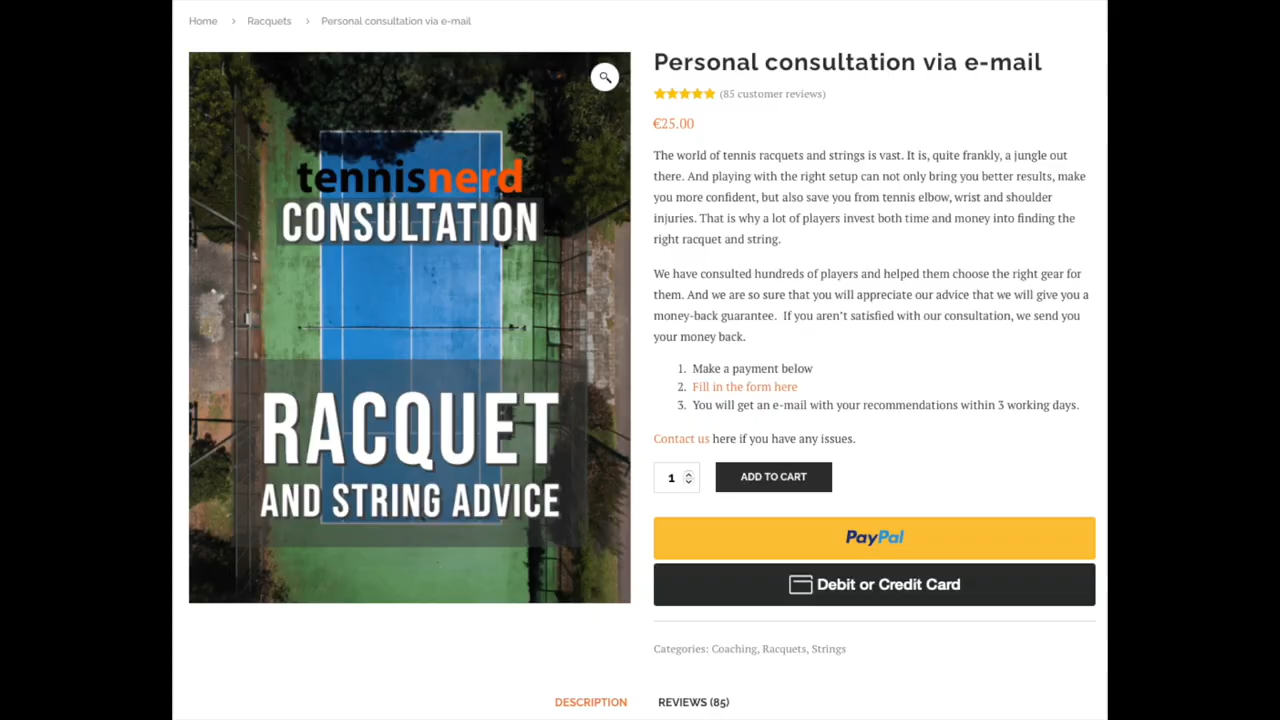 Home > Racquets > Personal consultation via e-mail
tennisnerd
CONSULTATION
RACQUET
AND STRING ADVICE
Personal consultation via e-mail
(85 customer reviews)
€25.00
The world of tennis racquets and strings is vast. It is, quite frankly, a jungle out
there. And playing with the right setup can not only bring you better results, make
you more confident, but also save you from tennis elbow, wrist and shoulder
injuries. That is why a lot of players invest both time and money into finding the
right racquet and string.
We have consulted hundreds of players and helped them choose the right gear for
them. And we are so sure that you will appreciate our advice that we will give you a
money-back guarantee.  If you aren't satisfied with our consultation, we send you
your money back.
1. Make a payment below
2. Fill in the form here
3. You will get an e-mail with your recommendations within 3 working days.
Contact us here if you have any issues.
1 ADD TO CART
PayPal
Debit or Credit Card
Categories: Coaching, Racquets, Strings
DESCRIPTION REVIEWS (85)